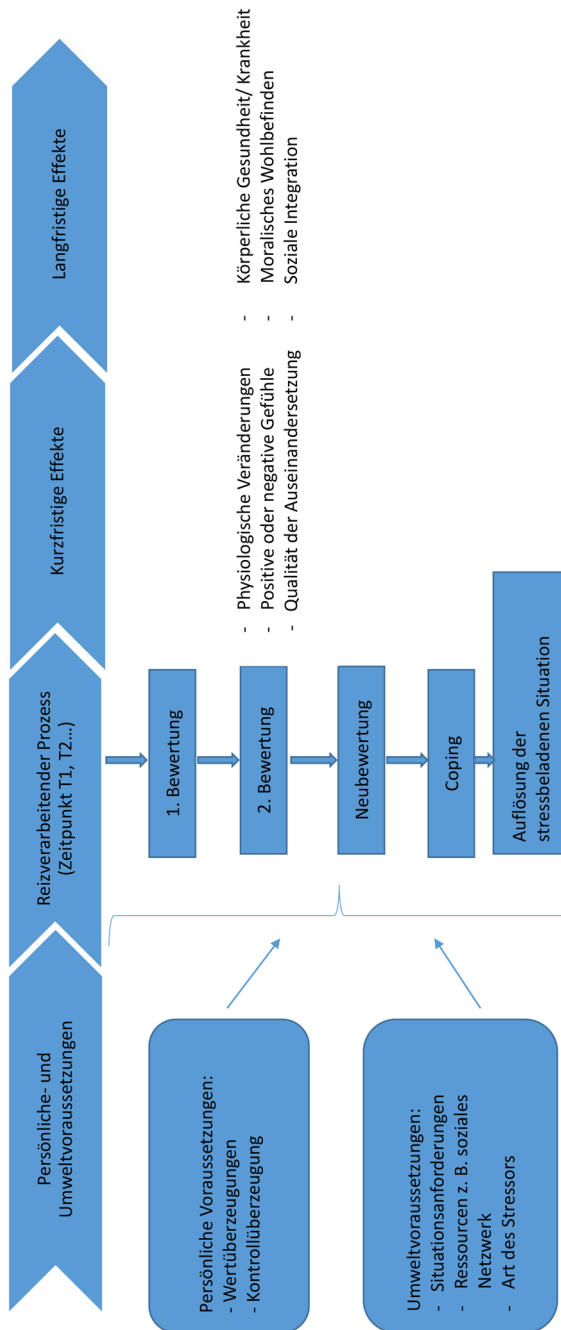 Persönliche- und
Umweltvoraussetzungen
Reizverarbeitender Prozess
(Zeitpunkt T1, T2...)
Kurzfristige Effekte
Langfristige Effekte
Persönliche Voraussetzungen:
- Wertüberzeugungen
- Kontrollüberzeugung
Umweltvoraussetzungen:
- Situationsanforderungen
- Ressourcen z. B. soziales
Netzwerk
- Art des Stressors
1. Bewertung
2. Bewertung
Neubewertung
Coping
Auflösung der
stressbeladenen Situation
- Physiologische Veränderungen
- Positive oder negative Gefühle
- Qualität der Auseinandersetzung
- Körperliche Gesundheit/ Krankheit
- Moralisches Wohlbefinden
- Soziale Integration